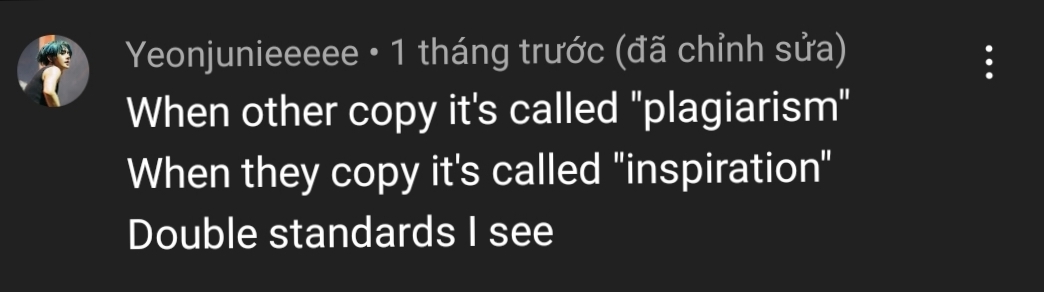 Yeonjunieeeee • 1 tháng trước (đã chỉnh sửa)
When other copy it's called "plagiarism"
When they copy it's called "inspiration"
Double standards I see